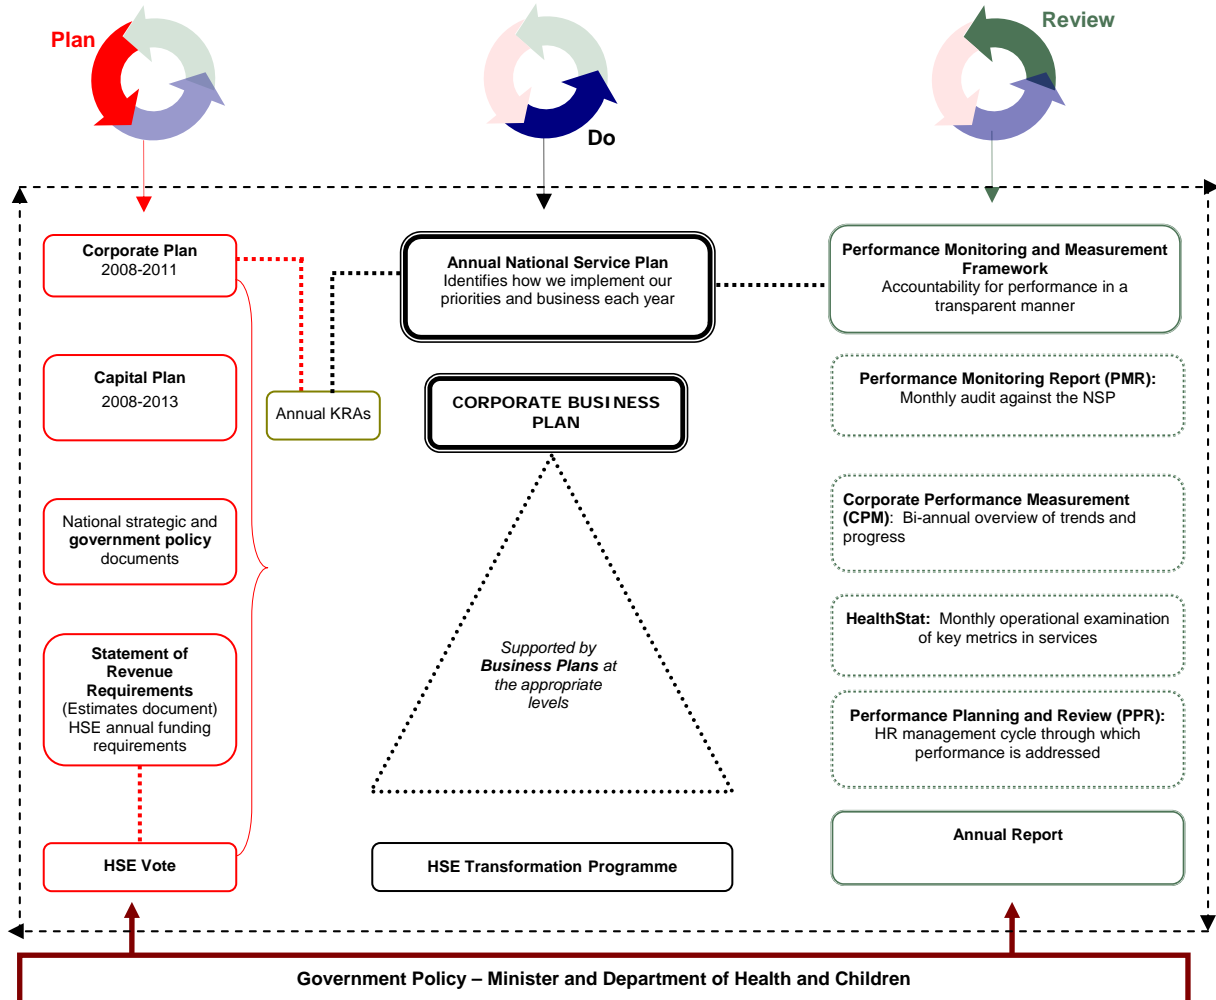 Plan
Do
Review
Corporate Plan
2008-2011
Capital Plan
2008-2013
National strategic and
government policy
documents
Statement of
Revenue
Requirements
(Estimates document)
HSE annual funding
requirements
HSE Vote
Annual KRAs
Annual National Service Plan
Identifies how we implement our
priorities and business each year
CORPORATE BUSINESS
PLAN
Supported by
Business Plans at
the appropriate
levels
HSE Transformation Programme
Performance Monitoring and Measurement
Framework
Accountability for performance in a
transparent manner
Performance Monitoring Report (PMR):
Monthly audit against the NSP
Corporate Performance Measurement
(CPM):  Bi-annual overview of trends and
progress
HealthStat:  Monthly operational examination
of key metrics in services
Performance Planning and Review (PPR):
HR management cycle through which
performance is addressed
Annual Report
Government Policy – Minister and Department of Health and Children